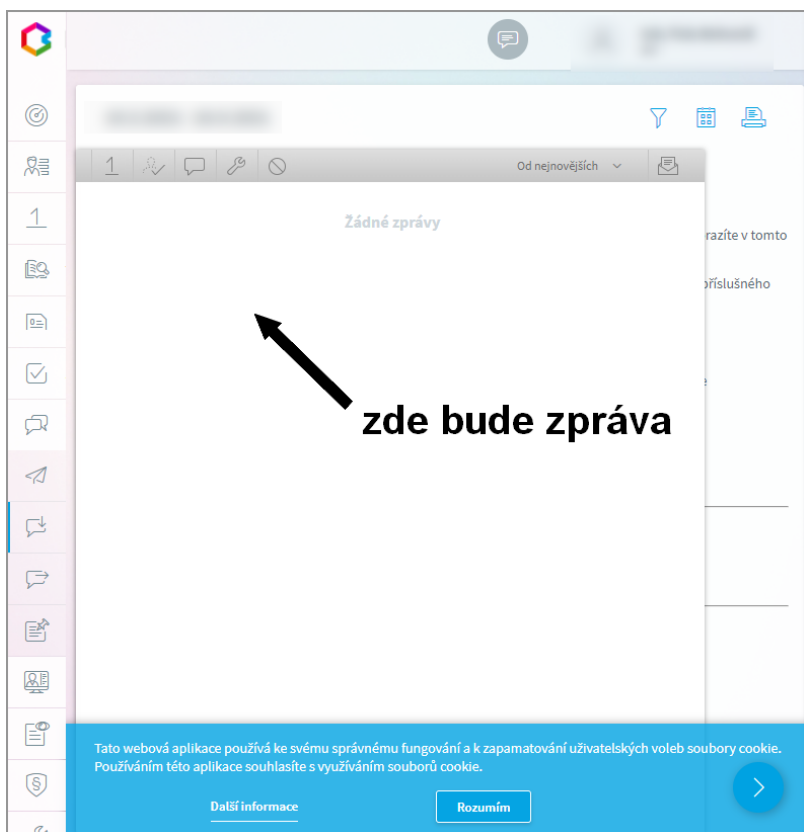 1 Od nejnovějších
Žádné zprávy
1
razíte v tomto
příslušného
zde bude zpráva
Tato webová aplikace používá ke svému správnému fungování a k zapamatování uživatelských voleb soubory cookie.
Používáním této aplikace souhlasíte s využíváním souborů cookie.
§
Další informace Rozumím